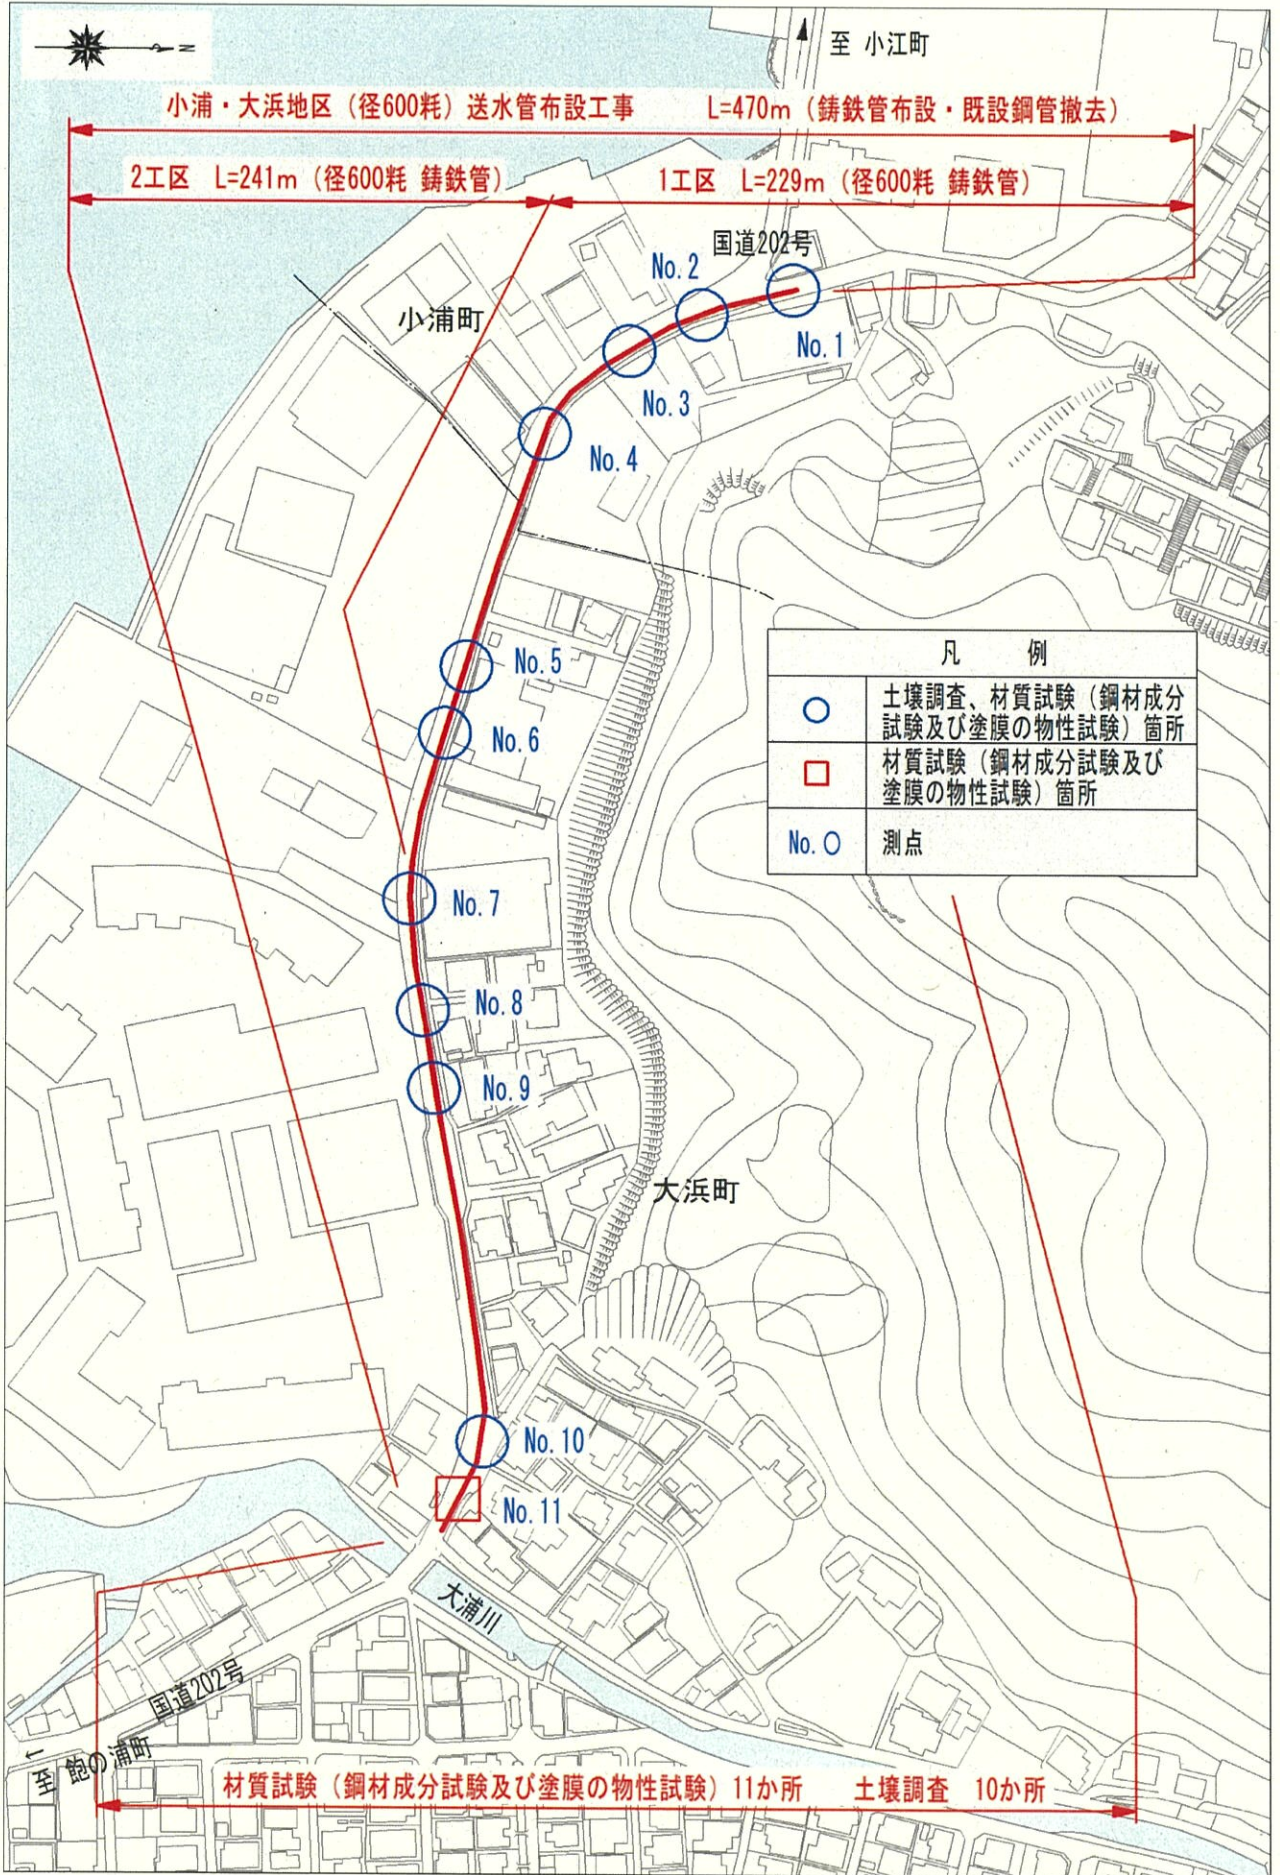 N
至 小江町
小浦・大浜地区（径600粍）送水管布設工事　L=470m（鋳鉄管布設・既設鋼管撤去）
2工区　L=241m（径600粍 鋳鉄管）
1工区　L=229m（径600粍 鋳鉄管）
国道202号
No.2
小浦町
No.1
No.3
No.4
No.5
No.6
凡　例
土壌調査、材質試験（鋼材成分
試験及び塗膜の物性試験）箇所
材質試験（鋼材成分試験及び
塗膜の物性試験）箇所
No.○
測点
No.7
No.8
No.9
大浜町
No.10
No.11
大浦川
国道202号
至 飽の浦町
材質試験（鋼材成分試験及び塗膜の物性試験）11か所　土壌調査　10か所